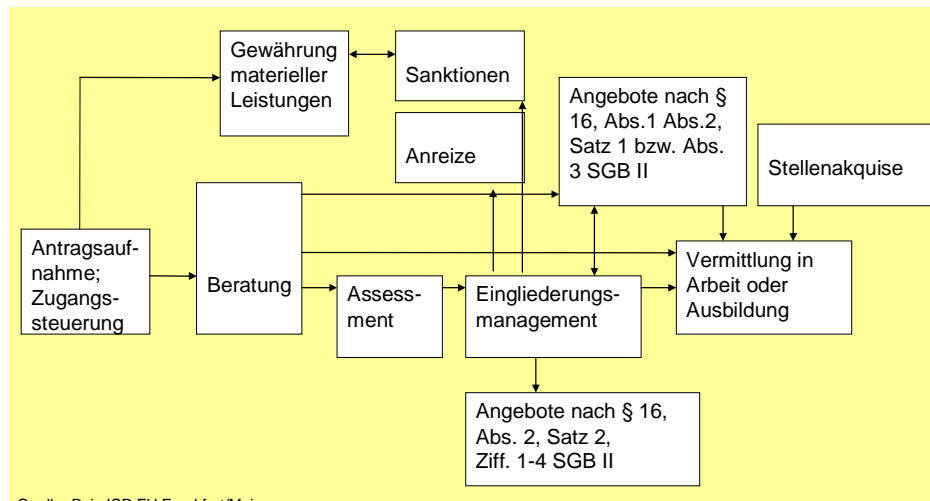 Gewährung
materieller
Leistungen
Sanktionen
Anreize
Angebote nach §
16, Abs.1 Abs.2,
Satz 1 bzw. Abs.
3 SGB II
Stellenakquise
Antragsauf-
nahme;
Zugangs-
steuerung
Beratung
Assess-
ment
Eingliederungs-
management
Vermittlung in
Arbeit oder
Ausbildung
Angebote nach § 16,
Abs. 2, Satz 2,
Ziff. 1-4 SGB II